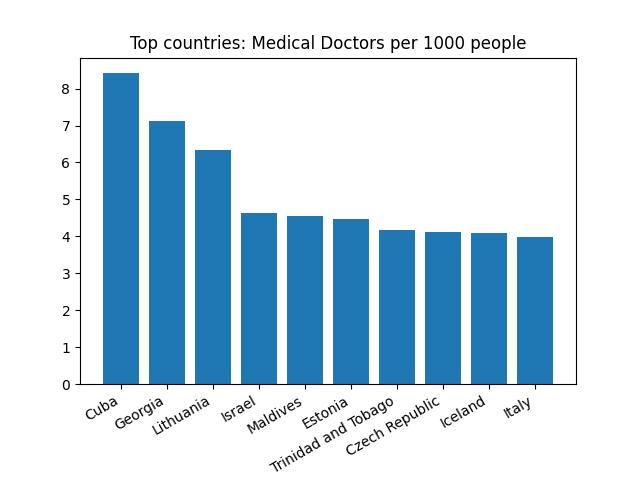 Top countries: Medical Doctors per 1000 people
8
7
6
5
4
3
2
1
0
Cuba
Georgia
Lithuania
Israel
Maldives
Estonia
Trinidad and Tobago
Czech Republic
Iceland
Italy